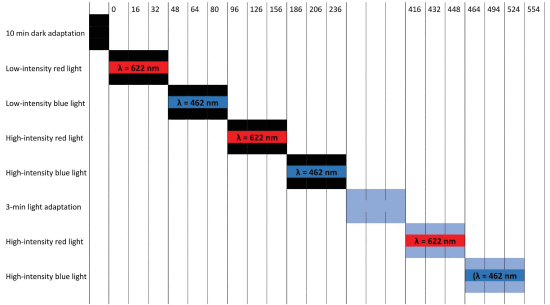 0 16 32 48 64 80 96 126 156 186 206 236 416 432 448 464 494 524 554
10 min dark adaptation
Low-intensity red light
λ = 622 nm
Low-intensity blue light
λ = 462 nm
High-intensity red light
λ = 622 nm
High-intensity blue light
λ = 462 nm
3-min light adaptation
High-intensity red light
λ = 622 nm
High-intensity blue light
(λ = 462 nm